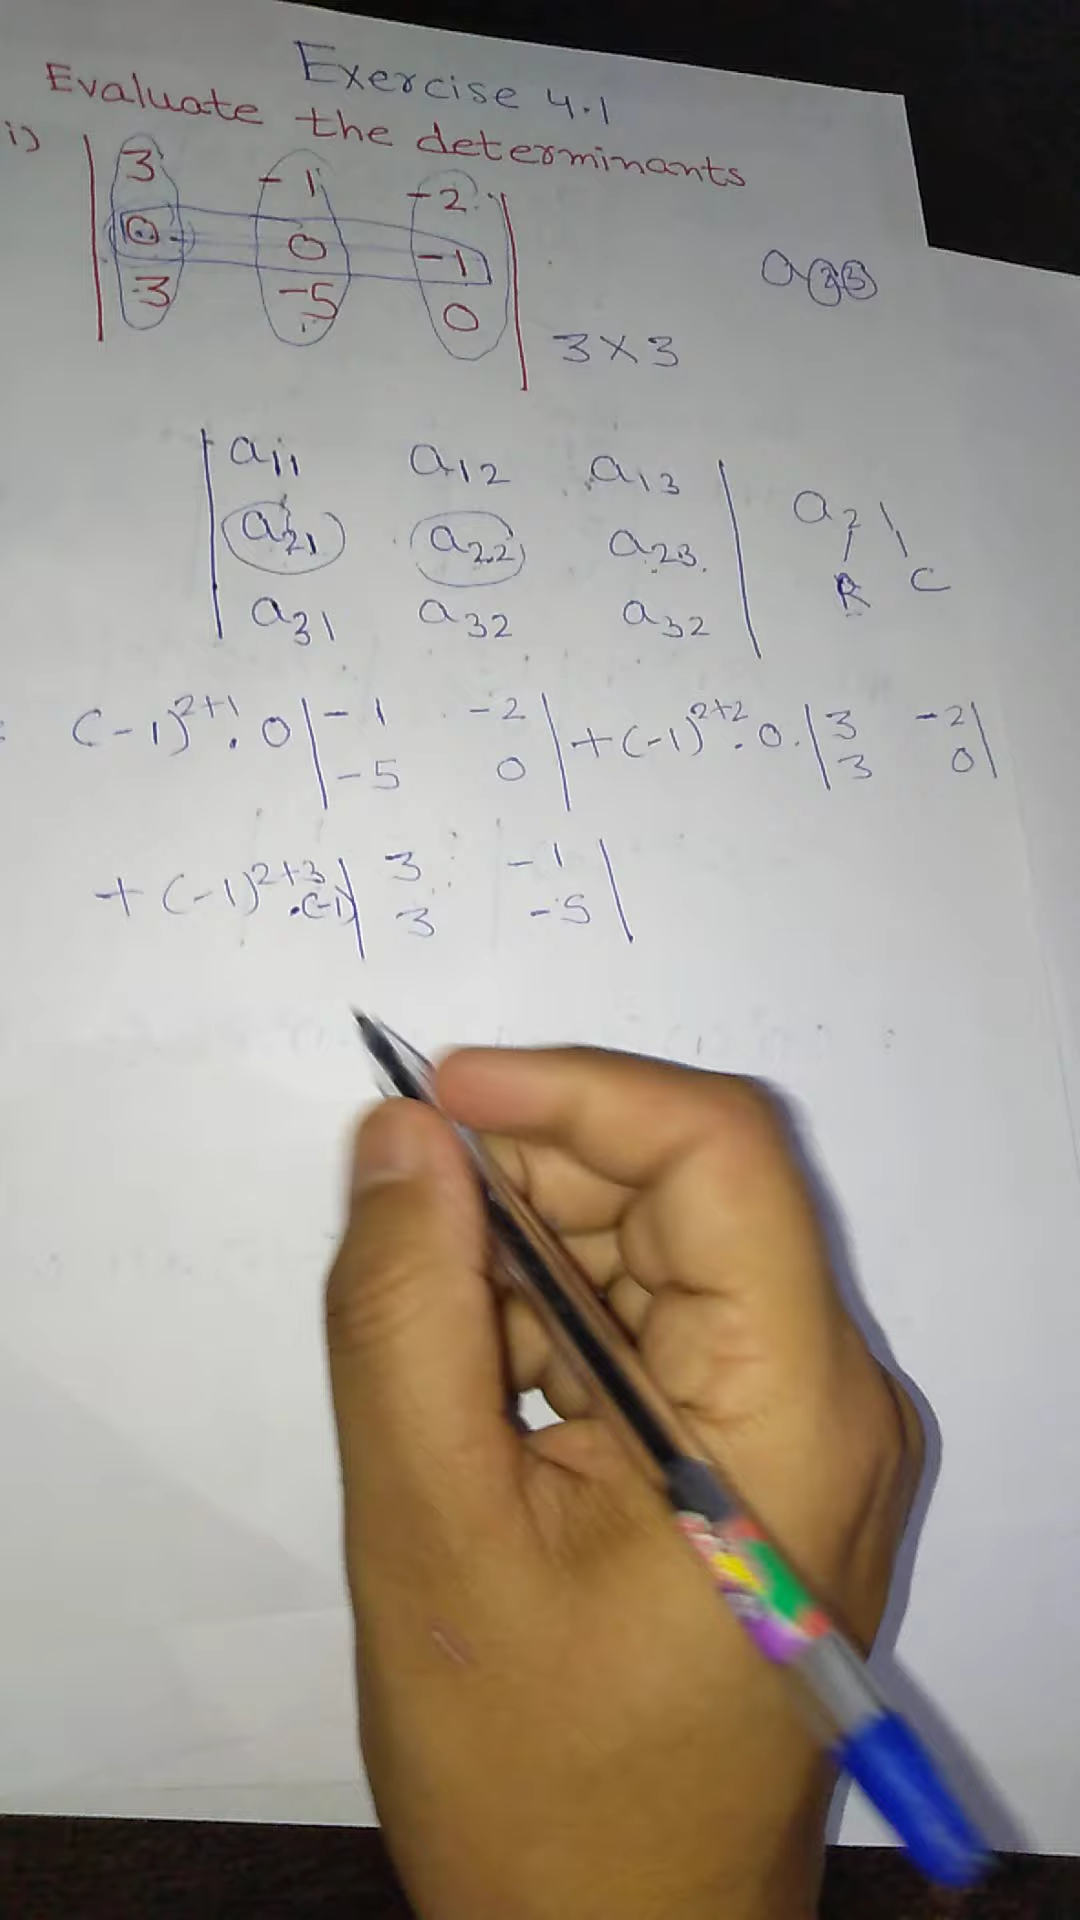 Exercise 4.1
Evaluate the determinants
i) | 3 -1 -2 |
| 0 0 -1 |
| 3 -5 0 | 3×3
a23
| a11 a12 a13 |
| a21 a22 a23 | a21
| a31 a32 a32 | R C
(-1)^2+1 . 0 | -1 -2 | + (-1)^2+2 . 0 . | 3 -2 |
| -5 0 | | 3 0 |
+ (-1)^2+3 .(-1) | 3 -1 |
| 3 -5 |